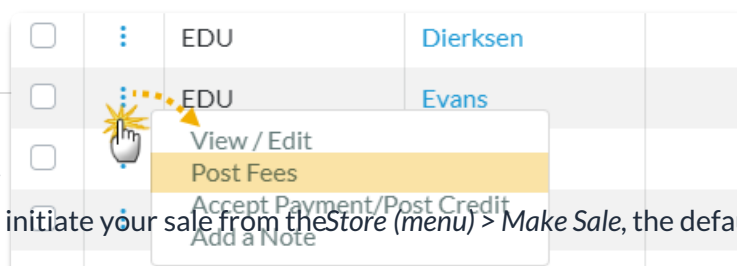 EDU Dierksen
EDU Evans
View / Edit
Post Fees
Accept Payment/Post Credit
initiate your sale from theStore (menu) > Make Sale, the
Add a Note